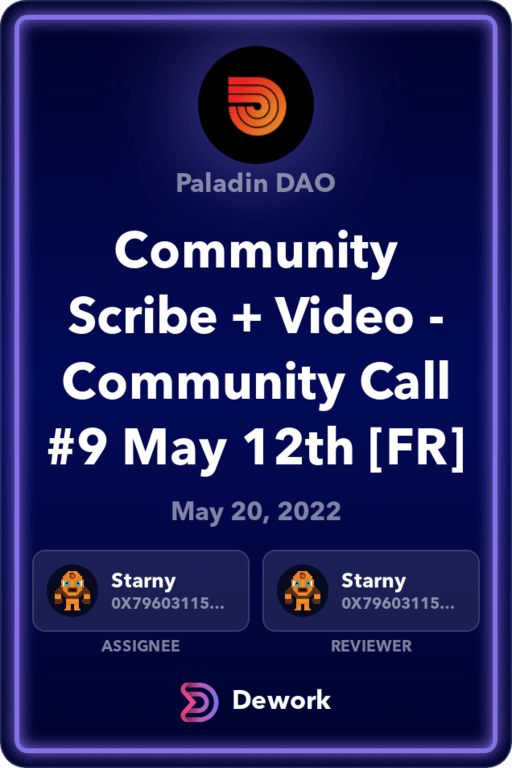 Paladin DAO
Community
Scribe + Video -
Community Call
#9 May 12th [FR]
May 20, 2022
Starny
0X79603115...
ASSIGNEE
Starny
0X79603115...
REVIEWER
Dework